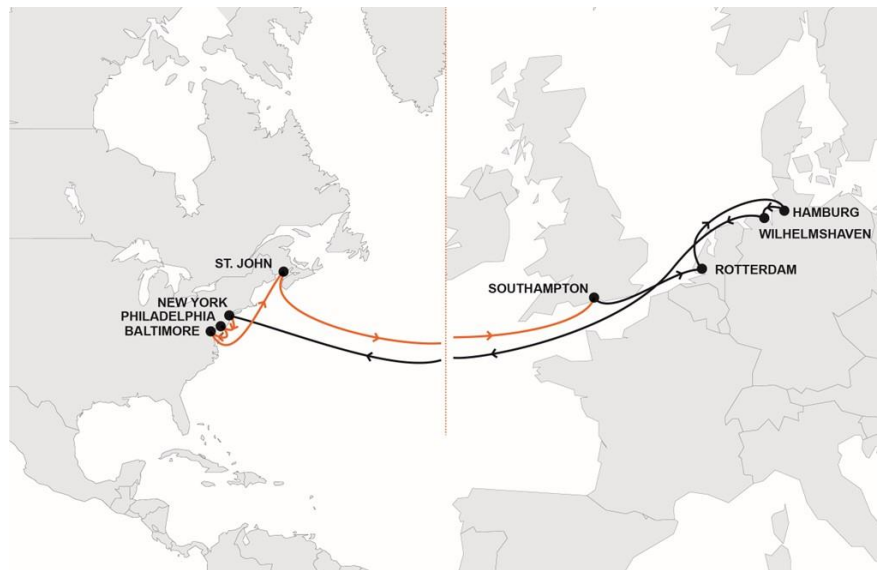 ST. JOHN
NEW YORK
PHILADELPHIA
BALTIMORE
HAMBURG
WILHELMSHAVEN
ROTTERDAM
SOUTHAMPTON